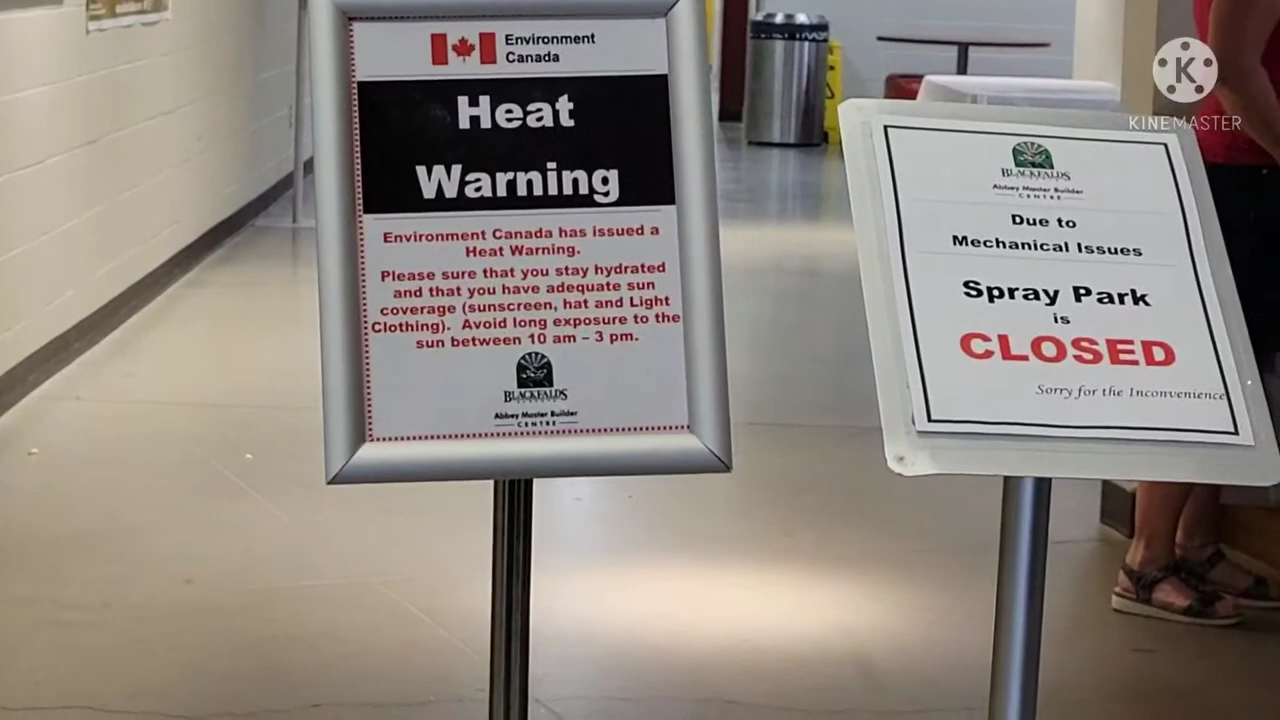 Environment
Canada
Heat
Warning
Environment Canada has issued a
Heat Warning.
Please sure that you stay hydrated
and that you have adequate sun
coverage (sunscreen, hat and Light
Clothing). Avoid long exposure to the
sun between 10 am – 3 pm.
BLACKFALDS
Abbey Master Builder
CENTRE
BLACKFALDS
Abbey Master Builder
CENTRE
Due to
Mechanical Issues
Spray Park
is
CLOSED
Sorry for the Inconvenience
K
KINEMASTER